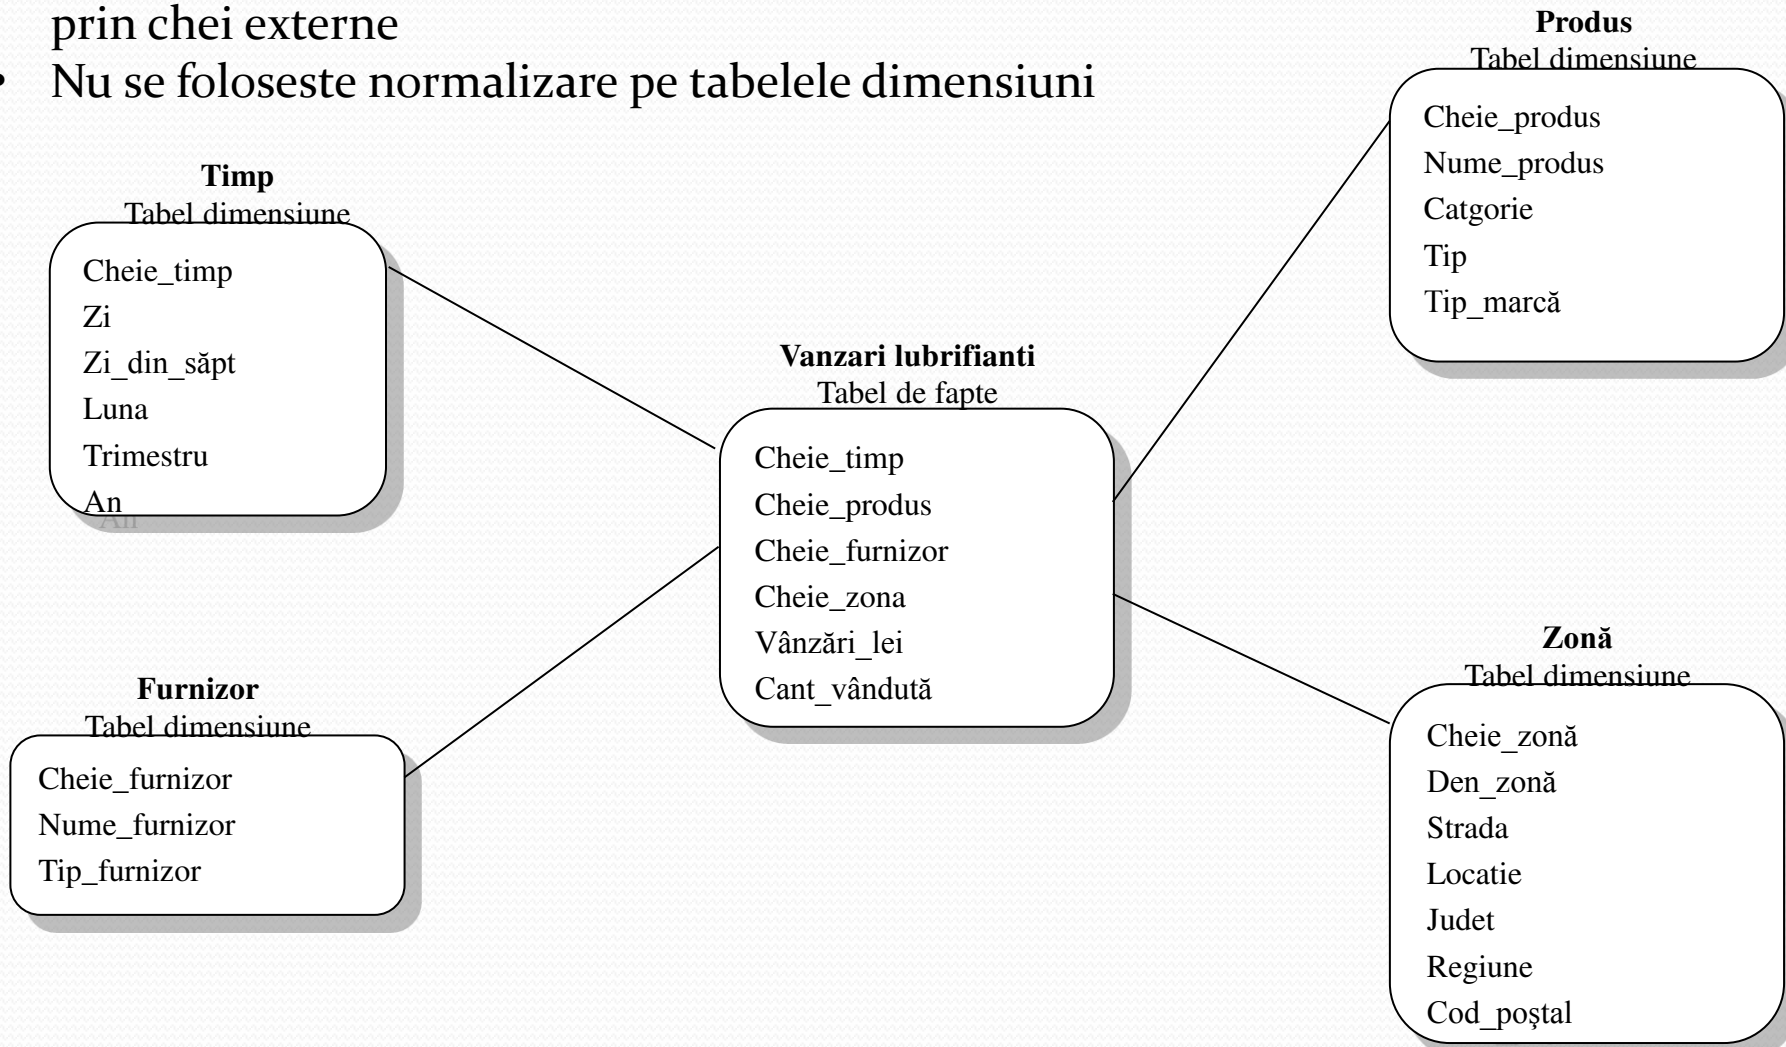 prin chei externe
• Nu se foloseste normalizare pe tabelele dimensiuni
Timp
Tabel dimensiune
Cheie_timp
Zi
Zi_din_săpt
Luna
Trimestru
An
Furnizor
Tabel dimensiune
Cheie_furnizor
Nume_furnizor
Tip_furnizor
Vanzari lubrifianti
Tabel de fapte
Cheie_timp
Cheie_produs
Cheie_furnizor
Cheie_zona
Vânzări_lei
Cant_vândută
Produs
Tabel dimensiune
Cheie_produs
Nume_produs
Catgorie
Tip
Tip_marcă
Zonă
Tabel dimensiune
Cheie_zonă
Den_zonă
Strada
Locatie
Judet
Regiune
Cod_poştal